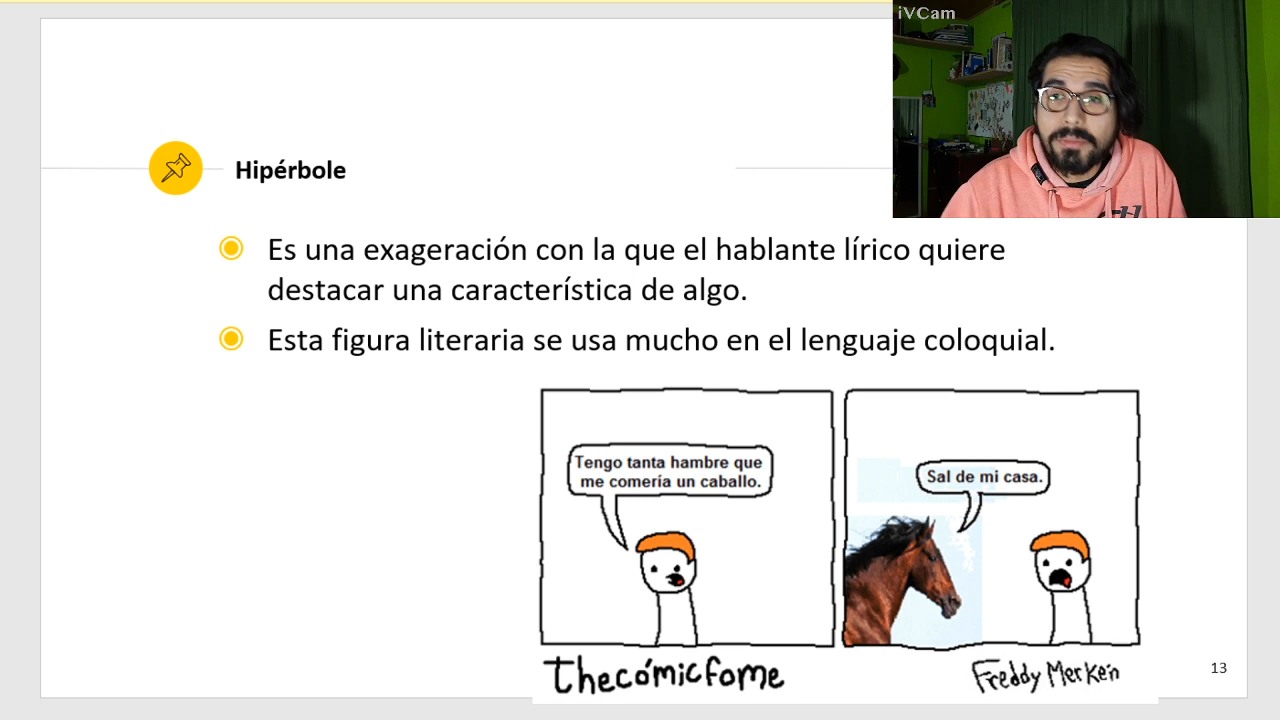 iVCam
Hipérbole
Es una exageración con la que el hablante lírico quiere
destacar una característica de algo.
Esta figura literaria se usa mucho en el lenguaje coloquial.
Tengo tanta hambre que
me comería un caballo.
Sal de mi casa.
Thecómicfome
Freddy Merkén
13